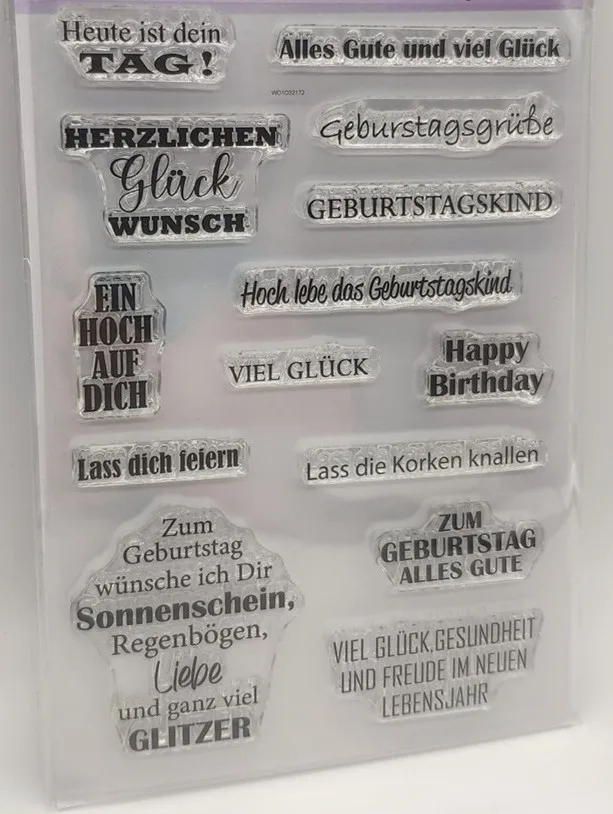 Heute ist dein
TAG!
Alles Gute und viel Glück
WO1032172
HERZLICHEN
Glück
WUNSCH
Geburstagsgrüße
GEBURTSTAGSKIND
Hoch lebe das Geburtstagskind
EIN
HOCH
AUF
DICH
VIEL GLÜCK
Happy
Birthday
Lass dich feiern
Lass die Korken knallen
Zum
Geburtstag
wünsche ich Dir
Sonnenschein,
Regenbögen,
Liebe
und ganz viel
GLITZER
ZUM
GEBURTSTAG
ALLES GUTE
VIEL GLÜCK,GESUNDHEIT
UND FREUDE IM NEUEN
LEBENSJAHR